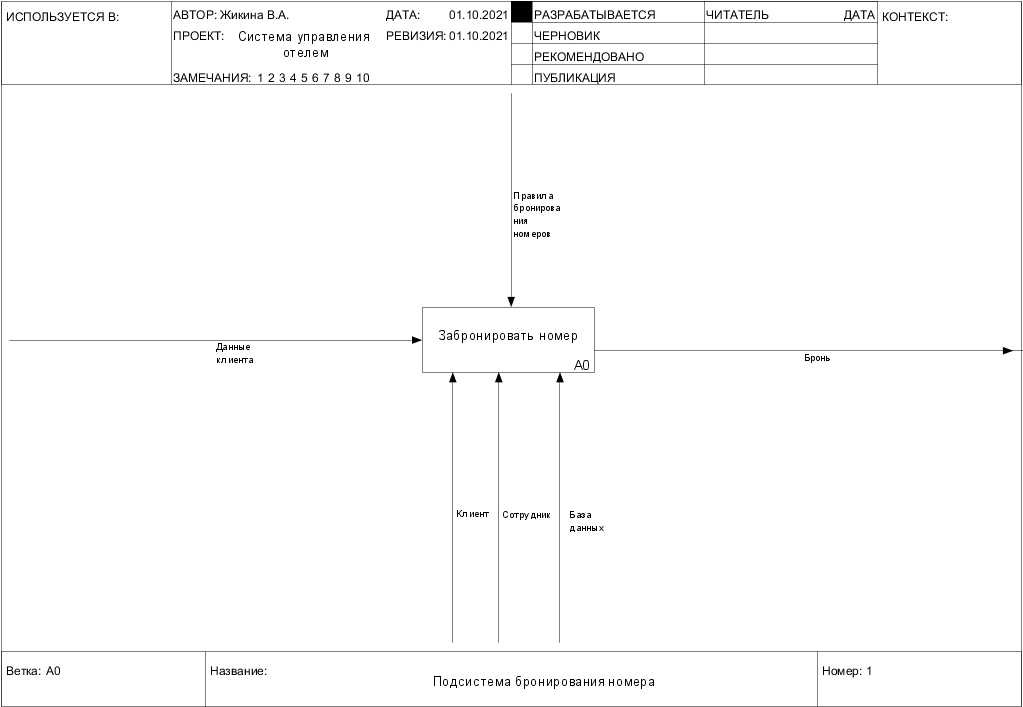 ИСПОЛЬЗУЕТСЯ В:
АВТОР: Жикина В.А.
ДАТА: 01.10.2021
ПРОЕКТ: Система управления
отелем
РЕВИЗИЯ: 01.10.2021
ЗАМЕЧАНИЯ: 1 2 3 4 5 6 7 8 9 10
РАЗРАБАТЫВАЕТСЯ
ЧЕРНОВИК
РЕКОМЕНДОВАНО
ПУБЛИКАЦИЯ
ЧИТАТЕЛЬ
ДАТА
КОНТЕКСТ:
Правила
бронирова
ния
номеров
Забронировать номер
A0
Данные
клиента
Бронь
Клиент
Сотрудник
База
данных
Ветка: A0
Название:
Подсистема бронирования номера
Номер: 1